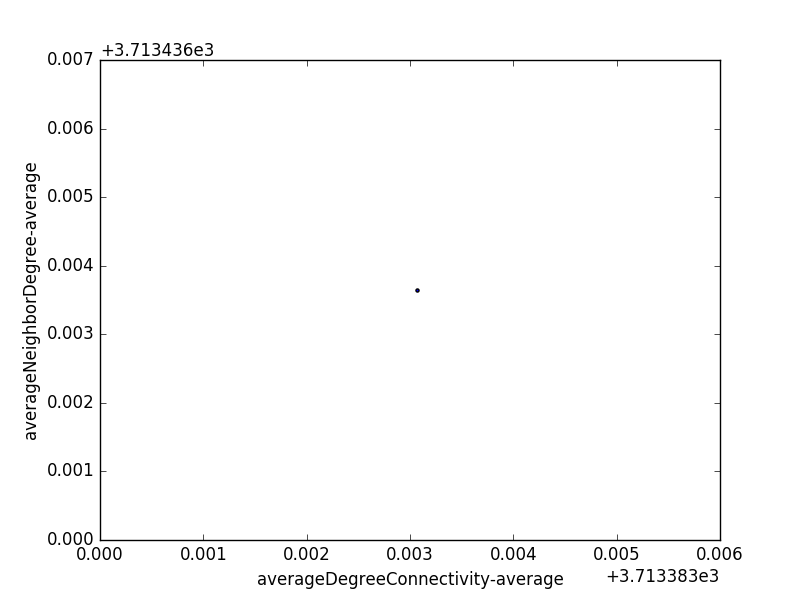 +3.713436e3
0.007
0.006
0.005
0.004
0.003
0.002
0.001
0.000
averageNeighborDegree-average
0.000 0.001 0.002 0.003 0.004 0.005 0.006
averageDegreeConnectivity-average
+3.713383e3